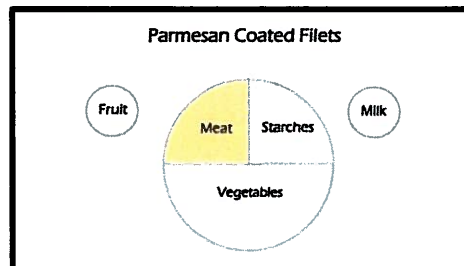 Parmesan Coated Filets
Fruit
Meat
Starches
Milk
Vegetables